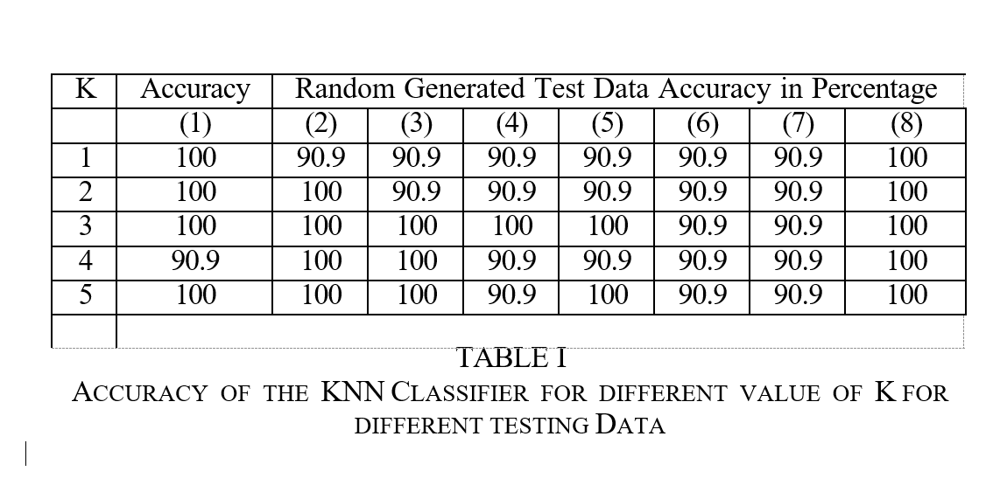 K Accuracy Random Generated Test Data Accuracy in Percentage
(1) (2) (3) (4) (5) (6) (7) (8)
1 100 90.9 90.9 90.9 90.9 90.9 90.9 100
2 100 100 90.9 90.9 90.9 90.9 90.9 100
3 100 100 100 100 100 90.9 90.9 100
4 90.9 100 100 90.9 90.9 90.9 90.9 100
5 100 100 100 90.9 100 90.9 90.9 100
TABLE I
ACCURACY OF THE KNN CLASSIFIER FOR DIFFERENT VALUE OF K FOR
DIFFERENT TESTING DATA